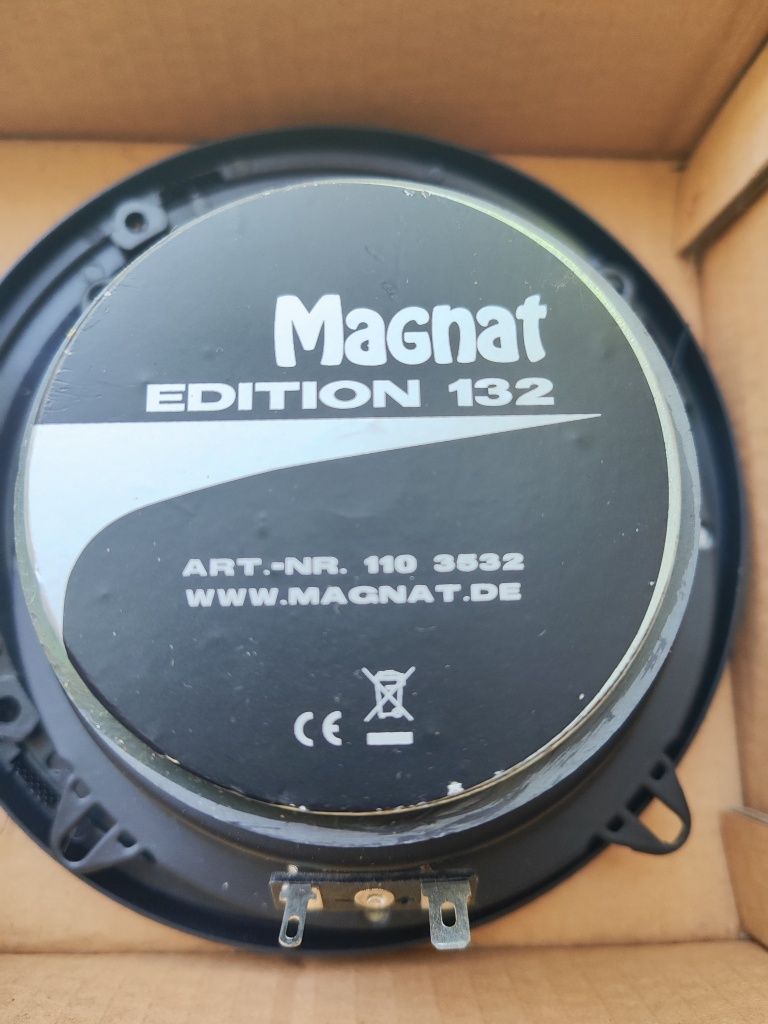 Magnat
EDITION 132
ART.-NR. 110 3532
WWW.MAGNAT.DE
CE